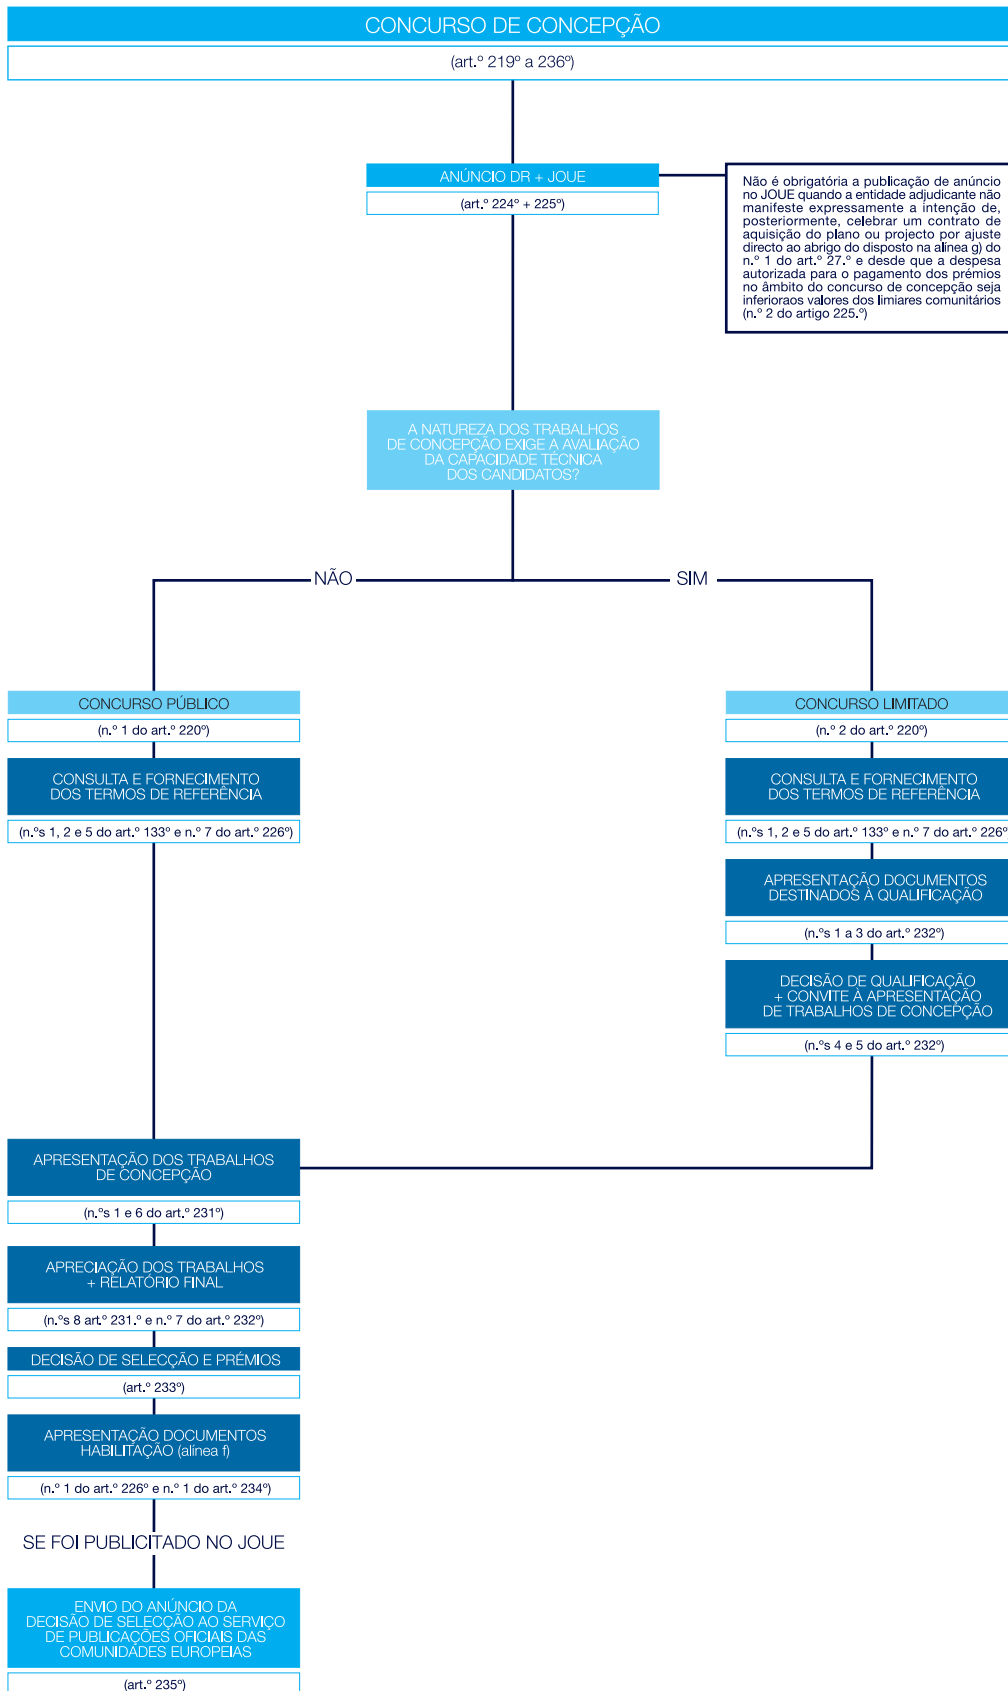 CONCURSO DE CONCEPÇÃO
(art.º 219º a 236º)
ANÚNCIO DR + JOUE
(art.º 224º + 225º)
Não é obrigatória a publicação de anúncio
no JOUE quando a entidade adjudicante não
manifeste expressamente a intenção de,
posteriormente, celebrar um contrato de
aquisição do plano ou projecto por ajuste
directo ao abrigo do disposto na alínea g) do
n.º 1 do art.º 27.º e desde que a despesa
autorizada para o pagamento dos prémios
no âmbito do concurso de concepção seja
inferioraos valores dos limiares comunitários
(n.º 2 do artigo 225.º)
A NATUREZA DOS TRABALHOS
DE CONCEPÇÃO EXIGE A AVALIAÇÃO
DA CAPACIDADE TÉCNICA
DOS CANDIDATOS?
NÃO
SIM
CONCURSO PÚBLICO
(n.º 1 do art.º 220º)
CONSULTA E FORNECIMENTO
DOS TERMOS DE REFERÊNCIA
(n.ºs 1, 2 e 5 do art.º 133º e n.º 7 do art.º 226º)
CONCURSO LIMITADO
(n.º 2 do art.º 220º)
CONSULTA E FORNECIMENTO
DOS TERMOS DE REFERÊNCIA
(n.ºs 1, 2 e 5 do art.º 133º e n.º 7 do art.º 226º
APRESENTAÇÃO DOCUMENTOS
DESTINADOS À QUALIFICAÇÃO
(n.ºs 1 a 3 do art.º 232º)
DECISÃO DE QUALIFICAÇÃO
+ CONVITE À APRESENTAÇÃO
DE TRABALHOS DE CONCEPÇÃO
(n.ºs 4 e 5 do art.º 232º)
APRESENTAÇÃO DOS TRABALHOS
DE CONCEPÇÃO
(n.ºs 1 e 6 do art.º 231º)
APRECIAÇÃO DOS TRABALHOS
+ RELATÓRIO FINAL
(n.ºs 8 art.º 231.º e n.º 7 do art.º 232º)
DECISÃO DE SELECÇÃO E PRÉMIOS
(art.º 233º)
APRESENTAÇÃO DOCUMENTOS
HABILITAÇÃO (alínea f)
(n.º 1 do art.º 226º e n.º 1 do art.º 234º)
SE FOI PUBLICITADO NO JOUE
ENVIO DO ANÚNCIO DA
DECISÃO DE SELECÇÃO AO SERVIÇO
DE PUBLICAÇÕES OFICIAIS DAS
COMUNIDADES EUROPEIAS
(art.º 235º)